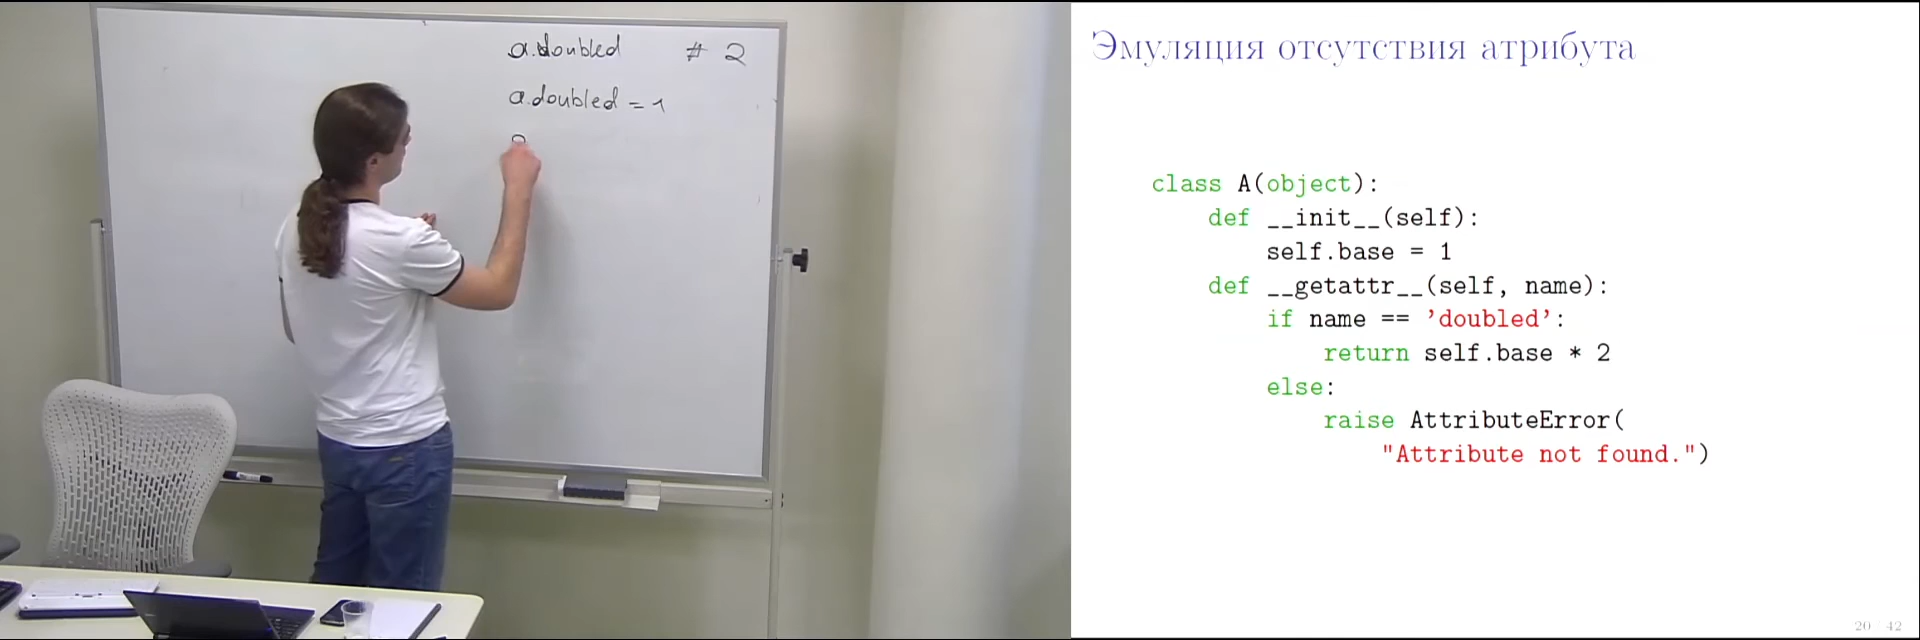 a.doubled # 2
a.doubled = 1
Эмуляция отсутствия атрибута
class A(object):
def __init__(self):
self.base = 1
def __getattr__(self, name):
if name == ’doubled’:
return self.base * 2
else:
raise AttributeError(
"Attribute not found.")
20 / 42